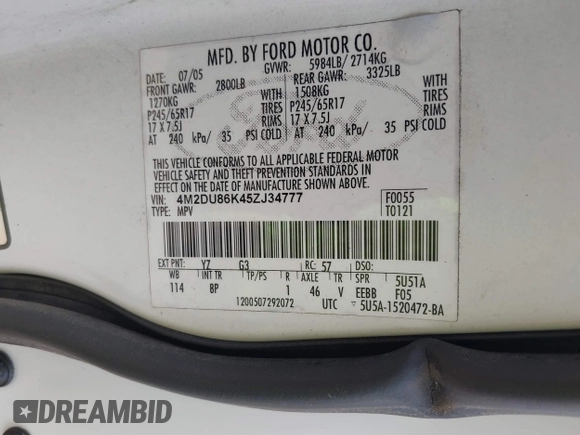 MFD. BY FORD MOTOR CO.
DATE: 07/05 GVWR: 5984LB/ 2714KG
FRONT GAWR: 2800LB REAR GAWR: 3325LB
1270KG 1508KG
P245/65R17 TIRES P245/65R17 TIRES
17 X 7.5J RIMS 17 X 7.5J RIMS
AT 240 kPa/ 35 PSI COLD AT 240 kPa/ 35 PSI COLD
THIS VEHICLE CONFORMS TO ALL APPLICABLE FEDERAL MOTOR
VEHICLE SAFETY AND THEFT PREVENTION STANDARDS IN
EFFECT ON THE DATE OF MANUFACTURE SHOWN ABOVE.
VIN: 4M2DU86K45ZJ34777 F0055
TYPE: MPV T0121
EXT PNT: Y7 G3 RC: 57 DSO:
WB INT TR TP/PS R AXLE TR SPR 5U51A
114 BP 1 46 V EEBB F05
1200507292072 UTC 5U5A-1520472-BA
Ford
DREAMBID